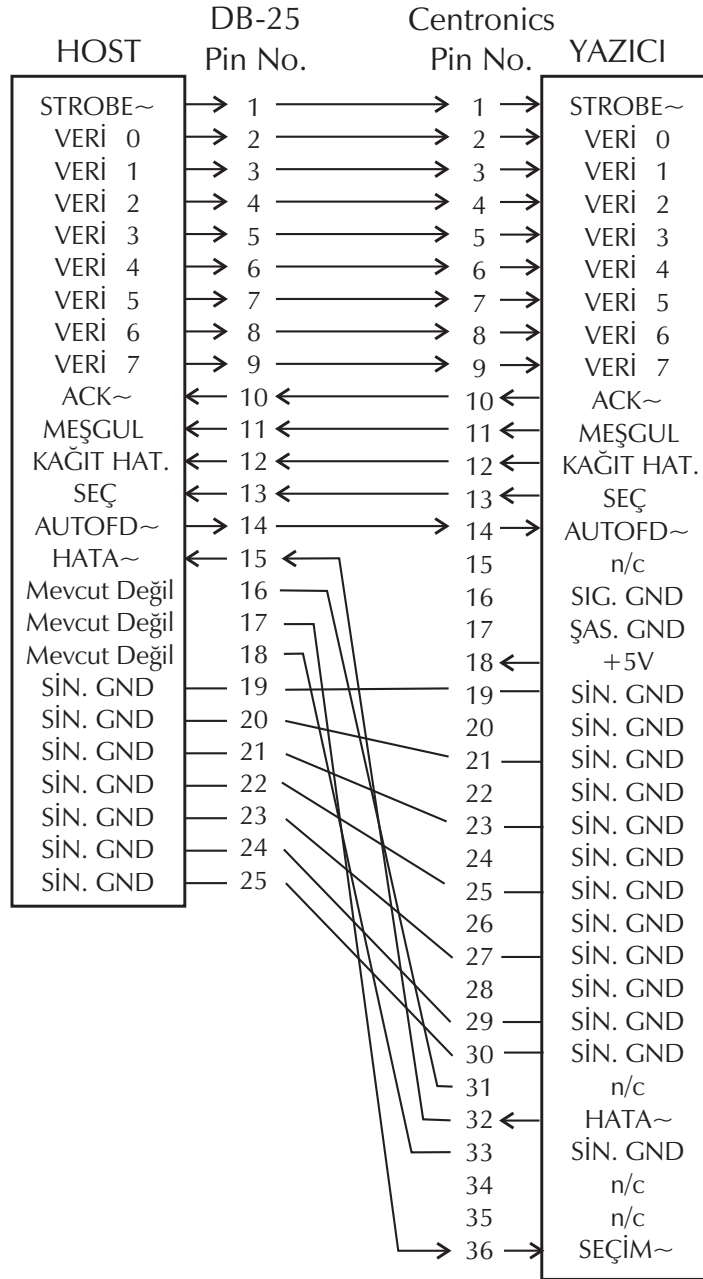 DB-25 Centronics
HOST Pin No. Pin No. YAZICI
STROBE~ 1 1 STROBE~
VERİ 0 2 2 VERİ 0
VERİ 1 3 3 VERİ 1
VERİ 2 4 4 VERİ 2
VERİ 3 5 5 VERİ 3
VERİ 4 6 6 VERİ 4
VERİ 5 7 7 VERİ 5
VERİ 6 8 8 VERİ 6
VERİ 7 9 9 VERİ 7
ACK~ 10 10 ACK~
MEŞGUL 11 11 MEŞGUL
KAĞIT HAT. 12 12 KAĞIT HAT.
SEÇ 13 13 SEÇ
AUTOFD~ 14 14 AUTOFD~
HATA~ 15 15 n/c
Mevcut Değil 16 16 SIG. GND
Mevcut Değil 17 17 ŞAS. GND
Mevcut Değil 18 18 +5V
SİN. GND 19 19 SİN. GND
SİN. GND 20 20 SİN. GND
SİN. GND 21 21 SİN. GND
SİN. GND 22 22 SİN. GND
SİN. GND 23 23 SİN. GND
SİN. GND 24 24 SİN. GND
SİN. GND 25 25 SİN. GND
26 SİN. GND
27 SİN. GND
28 SİN. GND
29 SİN. GND
30 SİN. GND
31 n/c
32 HATA~
33 SİN. GND
34 n/c
35 n/c
36 SEÇİM~